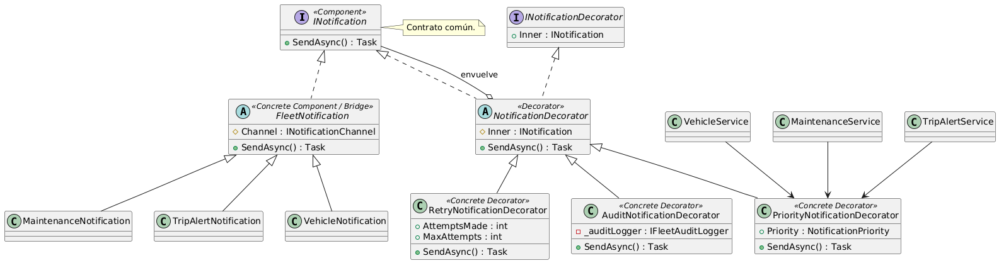 I
«Component»
INotification
SendAsync() : Task
Contrato común.
I
INotificationDecorator
Inner : INotification
envuelve
A
«Concrete Component / Bridge»
FleetNotification
Channel : INotificationChannel
SendAsync() : Task
A
«Decorator»
NotificationDecorator
Inner : INotification
SendAsync() : Task
C
VehicleService
C
MaintenanceService
C
TripAlertService
C
MaintenanceNotification
C
TripAlertNotification
C
VehicleNotification
C
«Concrete Decorator»
RetryNotificationDecorator
AttemptsMade : int
MaxAttempts : int
SendAsync() : Task
C
«Concrete Decorator»
AuditNotificationDecorator
_auditLogger : IFleetAuditLogger
SendAsync() : Task
C
«Concrete Decorator»
PriorityNotificationDecorator
Priority : NotificationPriority
SendAsync() : Task